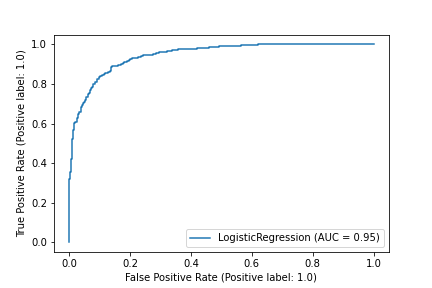 1.0
0.8
0.6
0.4
0.2
0.0
True Positive Rate (Positive label: 1.0)
LogisticRegression (AUC = 0.95)
0.0 0.2 0.4 0.6 0.8 1.0
False Positive Rate (Positive label: 1.0)